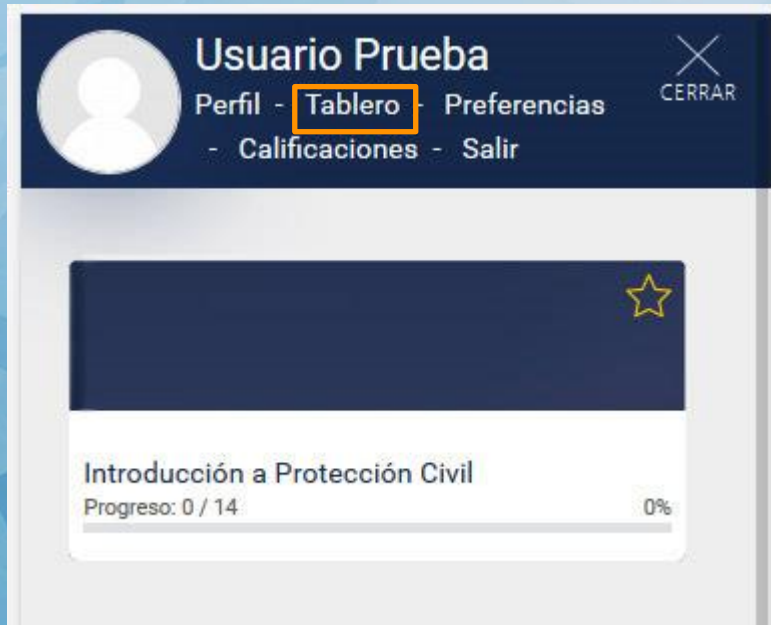 Usuario Prueba
CERRAR
Perfil - Tablero - Preferencias
- Calificaciones - Salir
Introducción a Protección Civil
Progreso: 0 / 14 0%